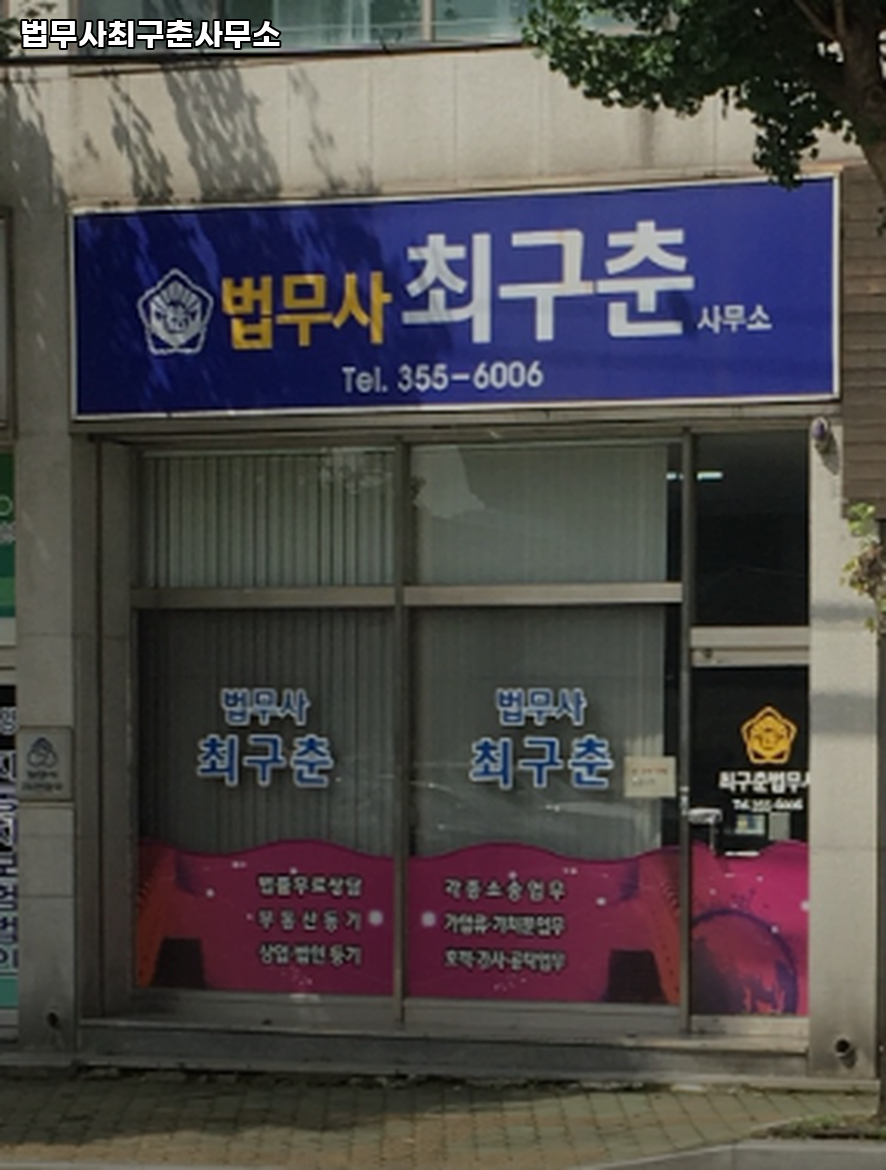 법무사최구춘사무소
법무사 최구춘 사무소
Tel. 355-6006
법무사
최구춘
법무사
최구춘
최구춘법무사
Tel. 355-6006
법률무료상담
부동산등기
상업·법인 등기
각종소송업무
가압류·가처분업무
호적·가사·공탁업무